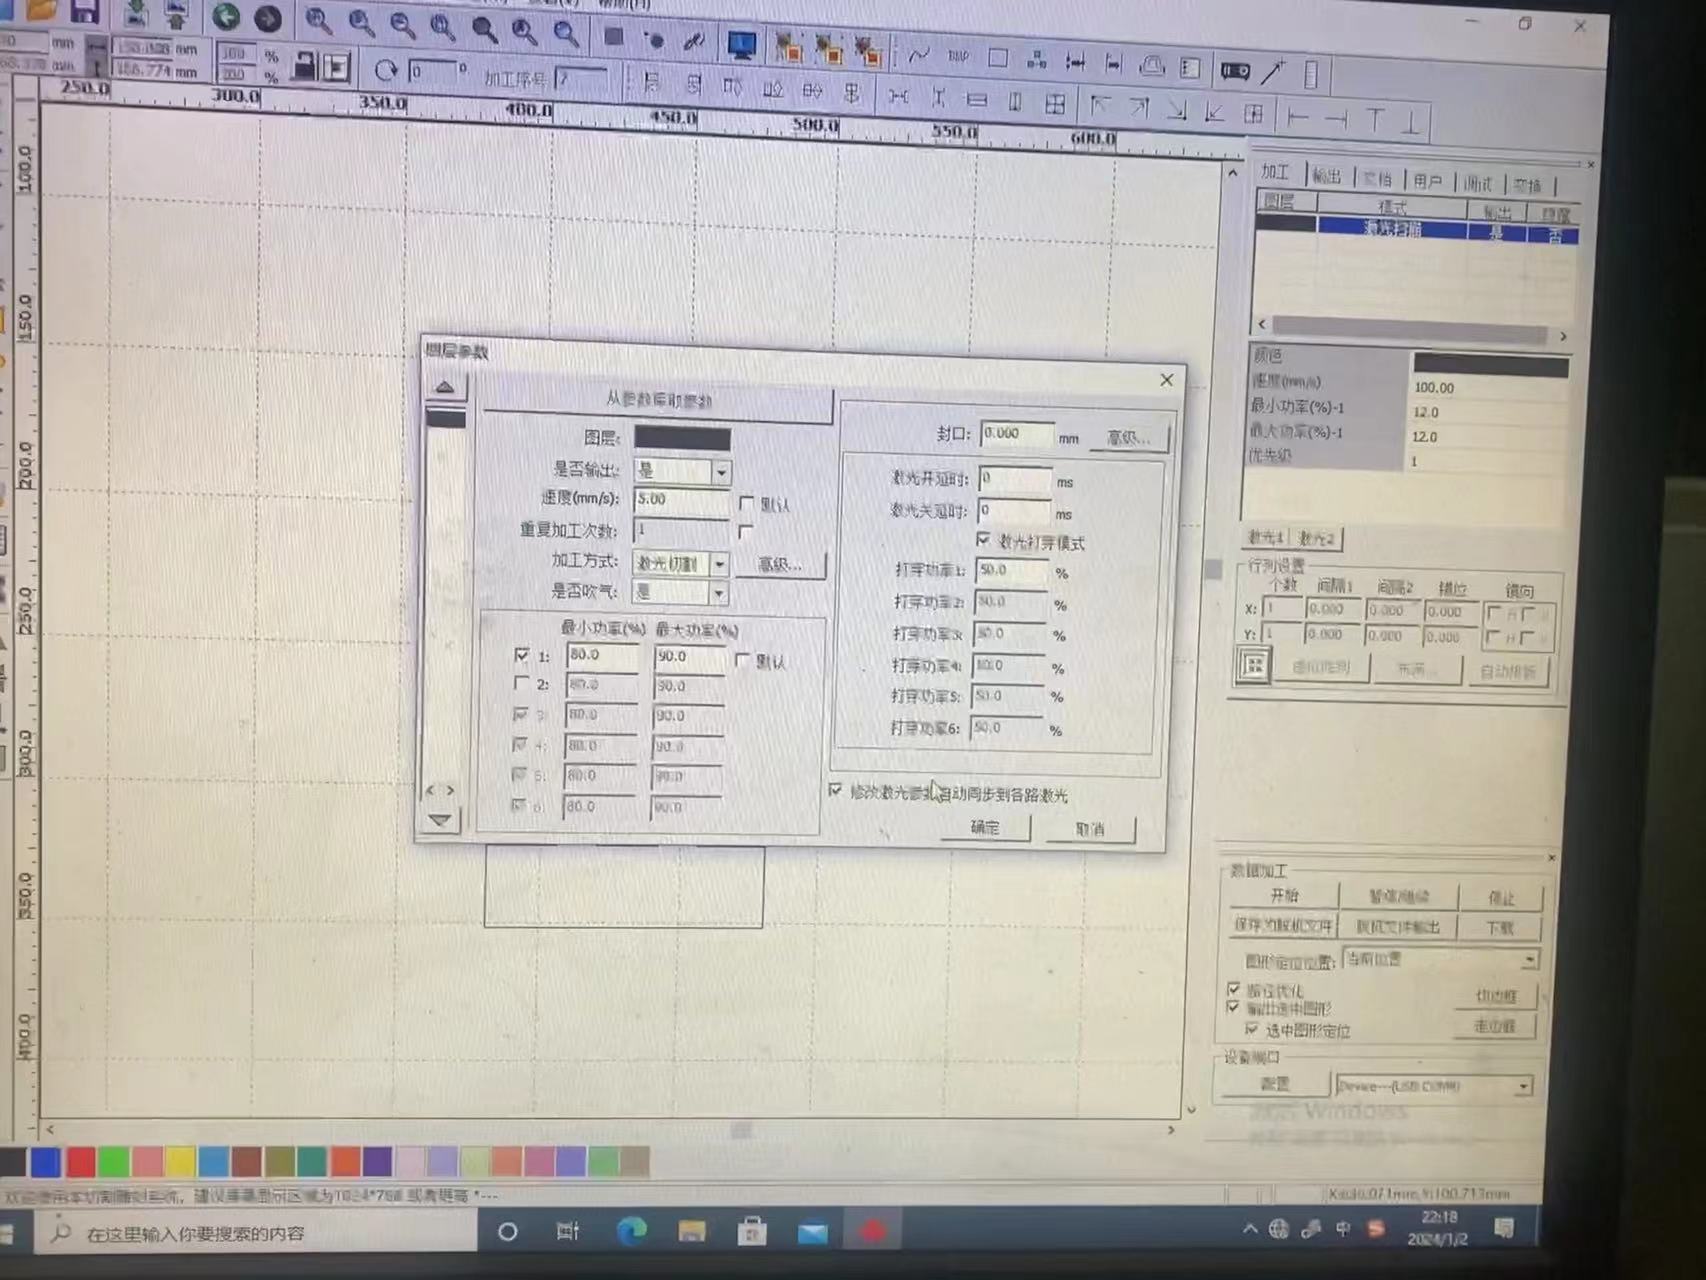 mm
mm
mm
186.774 mm
%
%
0
加工序号
250.0
300.0
350.0
400.0
450.0
500.0
550.0
600.0
100.0
150.0
200.0
250.0
300.0
350.0
400.0
加工 输出 文档 用户 调试 变换
图层 模式 输出 隐藏
激光扫描 是 否
颜色
速度(mm/s) 100.00
最小功率(%)-1 12.0
最大功率(%)-1 12.0
优先级 1
激光1 激光2
行列设置
个数 间隔1 间隔2 错位 镜向
X: 1 0.000 0.000 0.000 H V
Y: 1 0.000 0.000 0.000 H V
虚拟阵列 布满... 自动排版
图层参数
从参数库取参数
图层:
是否输出: 是
速度(mm/s): 5.00 默认
重复加工次数: 1
加工方式: 激光切割 高级...
是否吹气: 是
最小功率(%) 最大功率(%)
1: 80.0 90.0 默认
2: 80.0 90.0
3: 80.0 90.0
4: 80.0 90.0
5: 80.0 90.0
6: 80.0 90.0
封口: 0.000 mm 高级...
激光开延时: 0 ms
激光关延时: 0 ms
激光打穿模式
打穿功率1: 50.0 %
打穿功率2: 50.0 %
打穿功率3: 50.0 %
打穿功率4: 50.0 %
打穿功率5: 50.0 %
打穿功率6: 50.0 %
修改激光参数自动同步到各路激光
确定 取消
数据加工
开始 暂停/继续 停止
保存为脱机文件 脱机文件输出 下载
图形定位位置: 当前位置
路径优化
输出选中图形
选中图形定位
切边框
走边框
设备端口
设置 Device---(USB:COM4)
激活 Windows
欢迎使用本切割雕刻系统, 建议屏幕显示区域为1024*768 或者更高 *---
在这里输入你要搜索的内容
中
22:18
2024/1/2